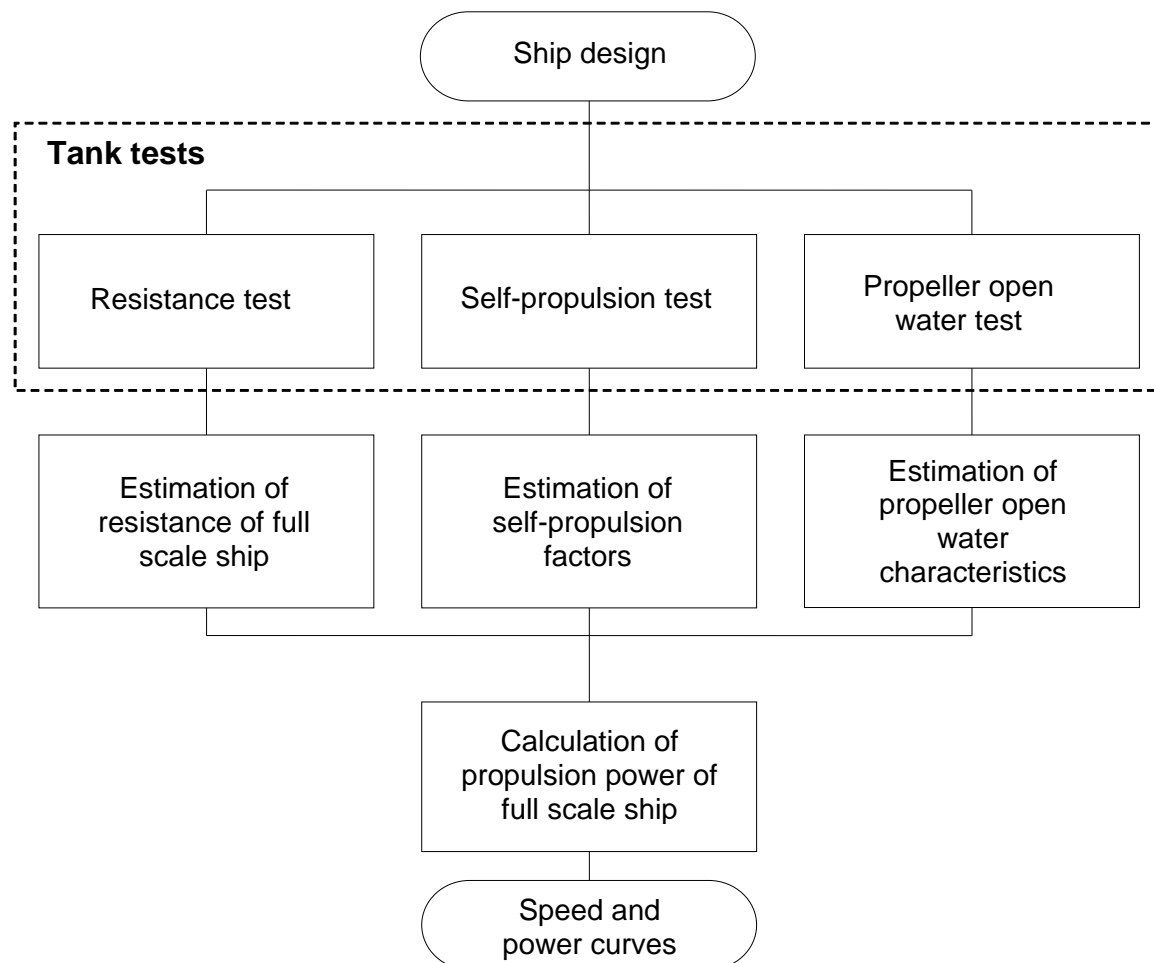 Ship design
Tank tests
Resistance test
Self-propulsion test
Propeller open
water test
Estimation of
resistance of full
scale ship
Estimation of
self-propulsion
factors
Estimation of
propeller open
water
characteristics
Calculation of
propulsion power of
full scale ship
Speed and
power curves